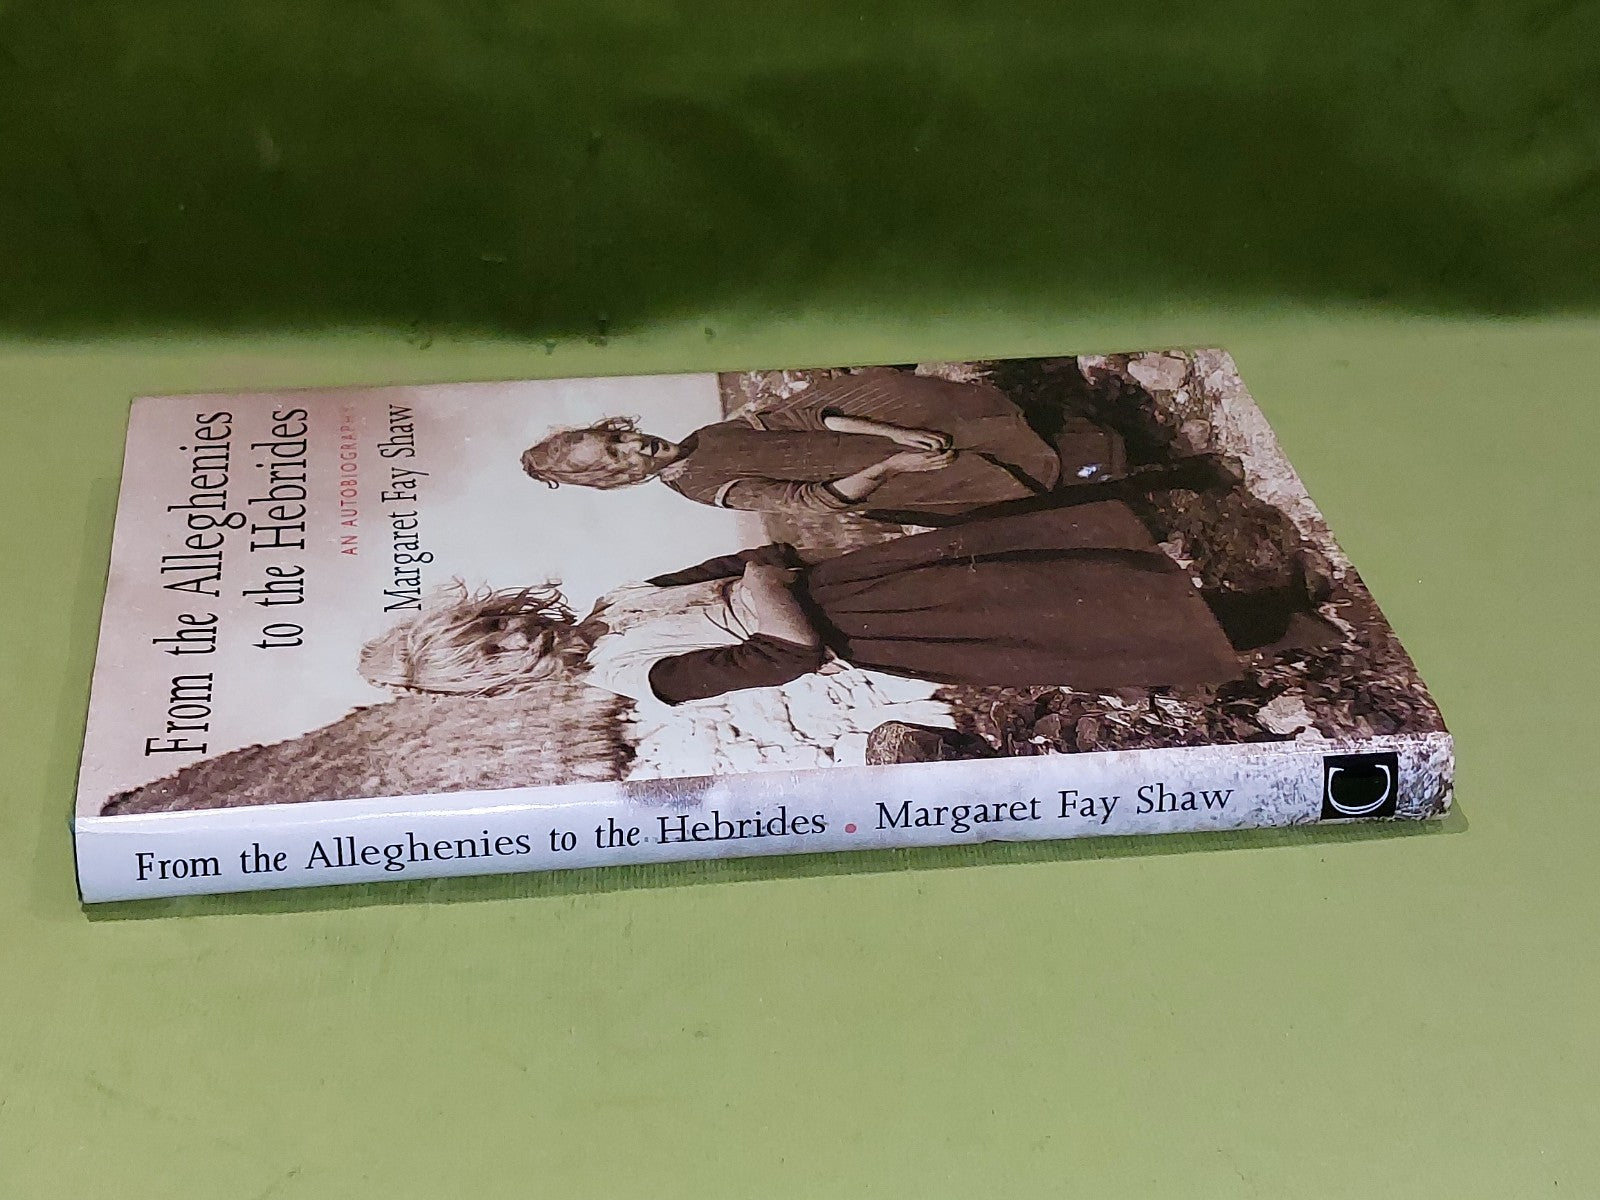 From the Alleghenies
to the Hebrides
AN AUTOBIOGRAPHY
Margaret Fay Shaw
From the Alleghenies to the Hebrides . Margaret Fay Shaw
C